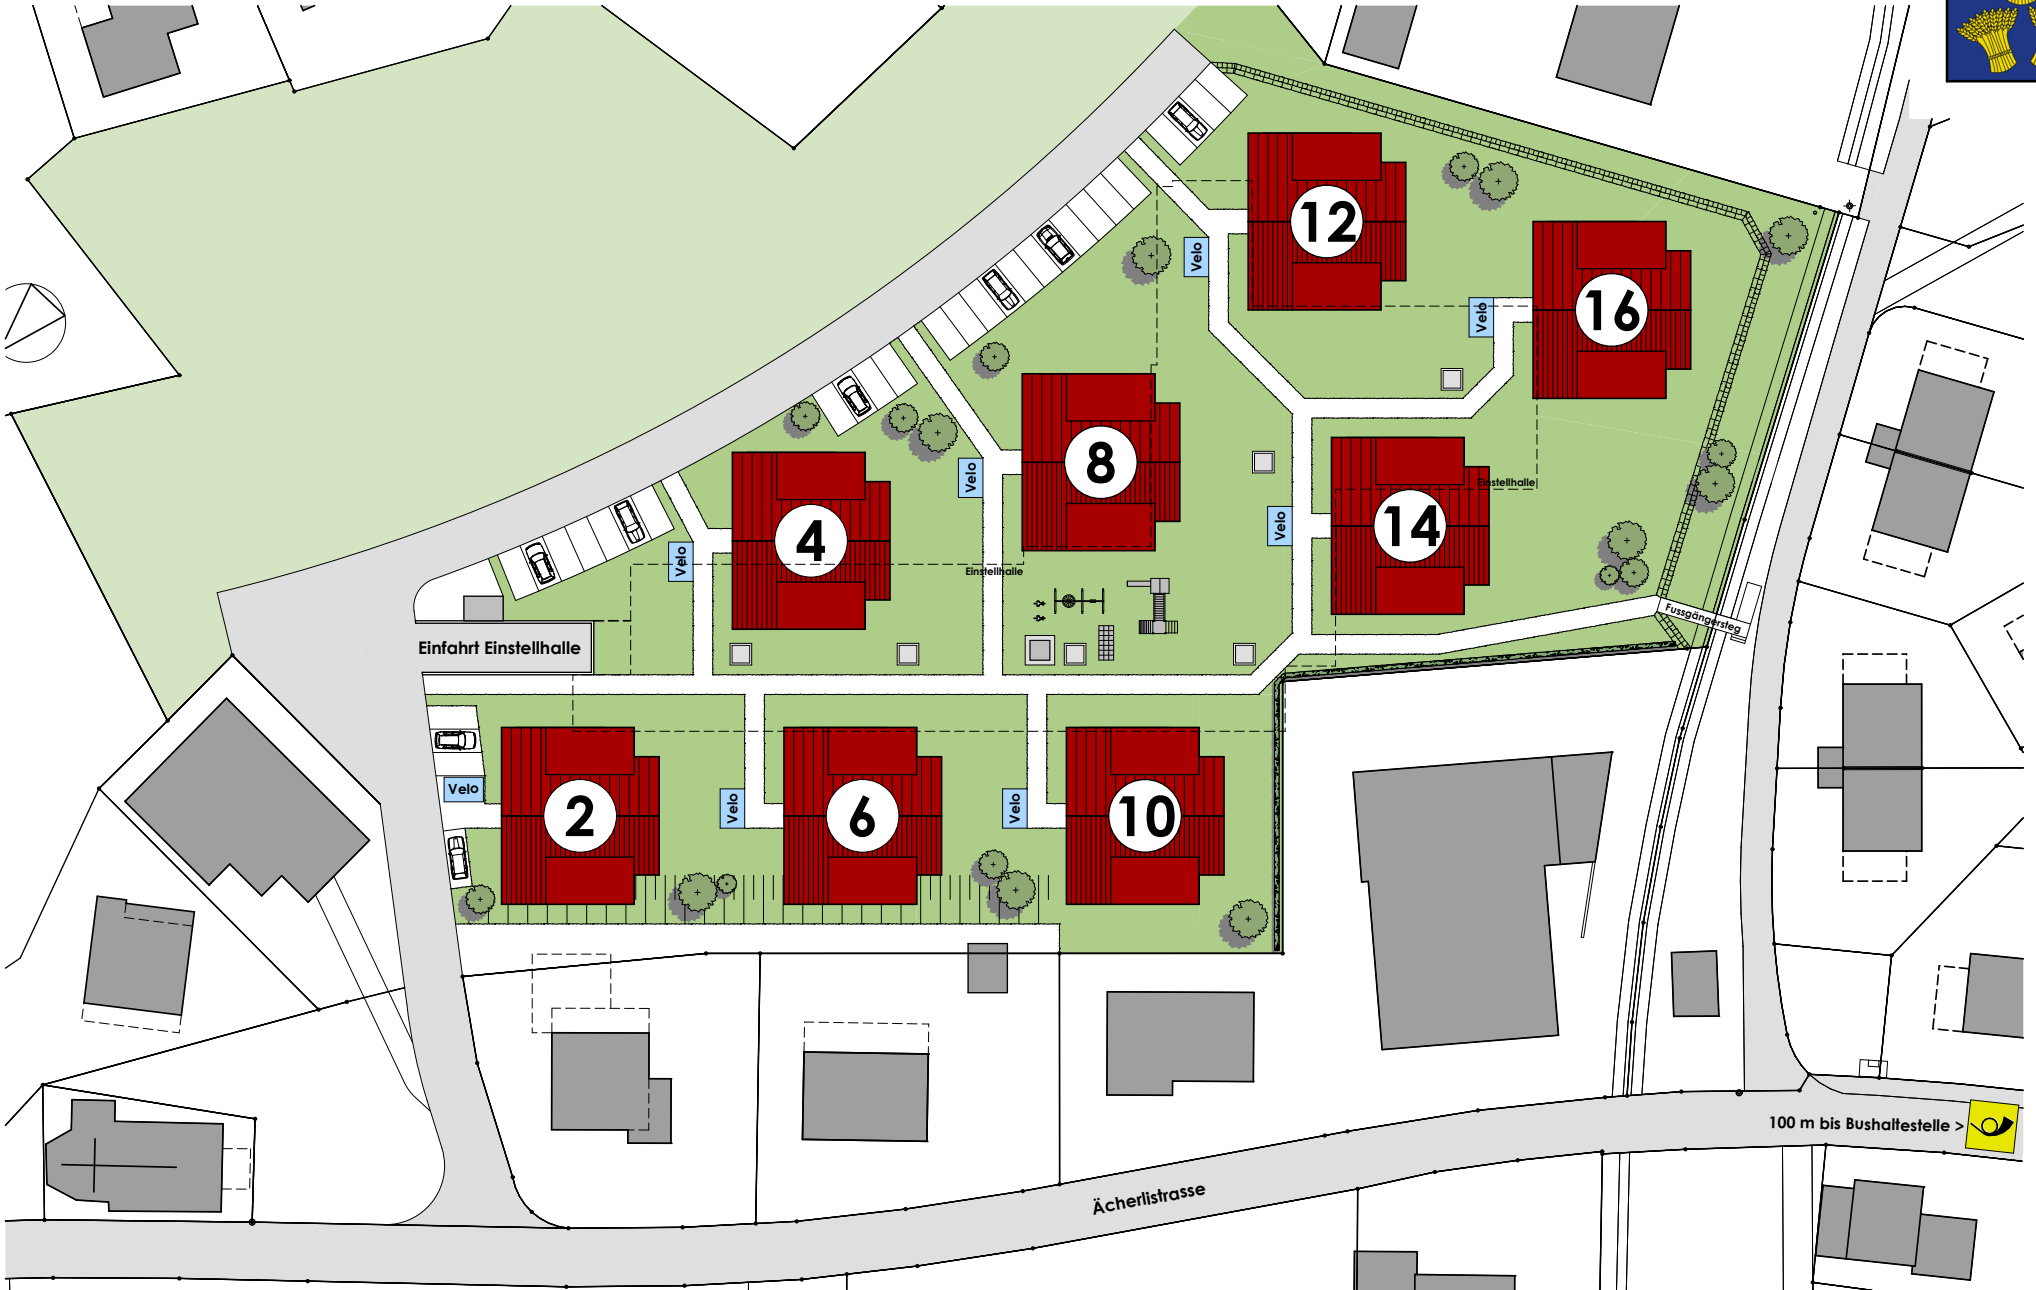 12
Velo
16
Velo
8
Velo
14
Einstellhalle
Velo
4
Velo
Einstellhalle
Fussgängersteg
Einfahrt Einstellhalle
2
Velo
6
Velo
10
Velo
100 m bis Bushaltestelle >
Ächerlistrasse